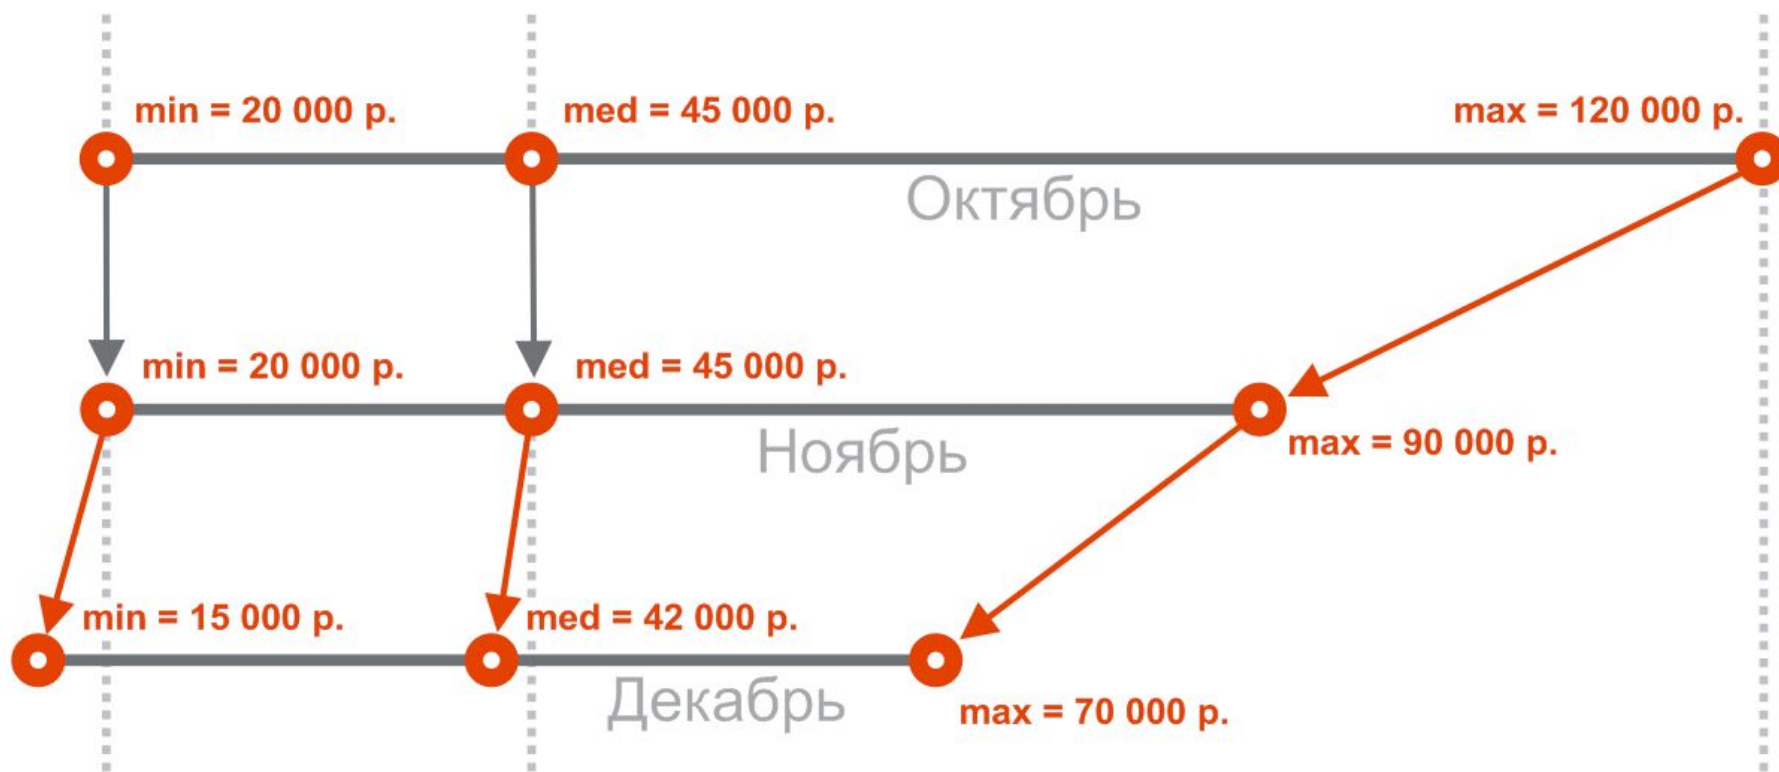 min = 20 000 р.
med = 45 000 р.
max = 120 000 р.
Октябрь
min = 20 000 р.
med = 45 000 р.
max = 90 000 р.
Ноябрь
min = 15 000 р.
med = 42 000 р.
max = 70 000 р.
Декабрь